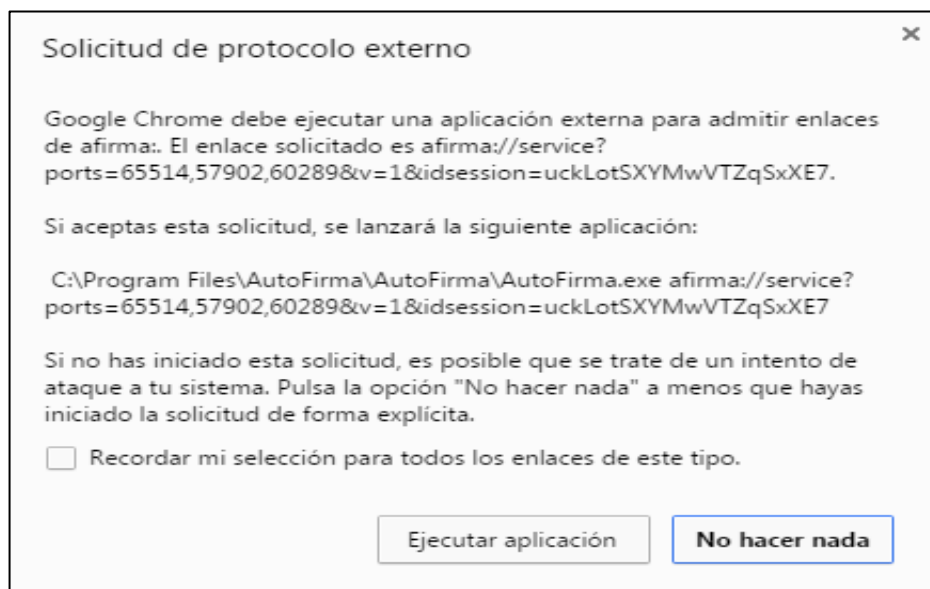 Solicitud de protocolo externo
Google Chrome debe ejecutar una aplicación externa para admitir enlaces
de afirma:. El enlace solicitado es afirma://service?
ports=65514,57902,60289&v=1&idsession=uckLotSXYMwVTZqSxXE7.
Si aceptas esta solicitud, se lanzará la siguiente aplicación:
C:\Program Files\AutoFirma\AutoFirma\AutoFirma.exe afirma://service?
ports=65514,57902,60289&v=1&idsession=uckLotSXYMwVTZqSxXE7
Si no has iniciado esta solicitud, es posible que se trate de un intento de
ataque a tu sistema. Pulsa la opción "No hacer nada" a menos que hayas
iniciado la solicitud de forma explícita.
Recordar mi selección para todos los enlaces de este tipo.
Ejecutar aplicación No hacer nada